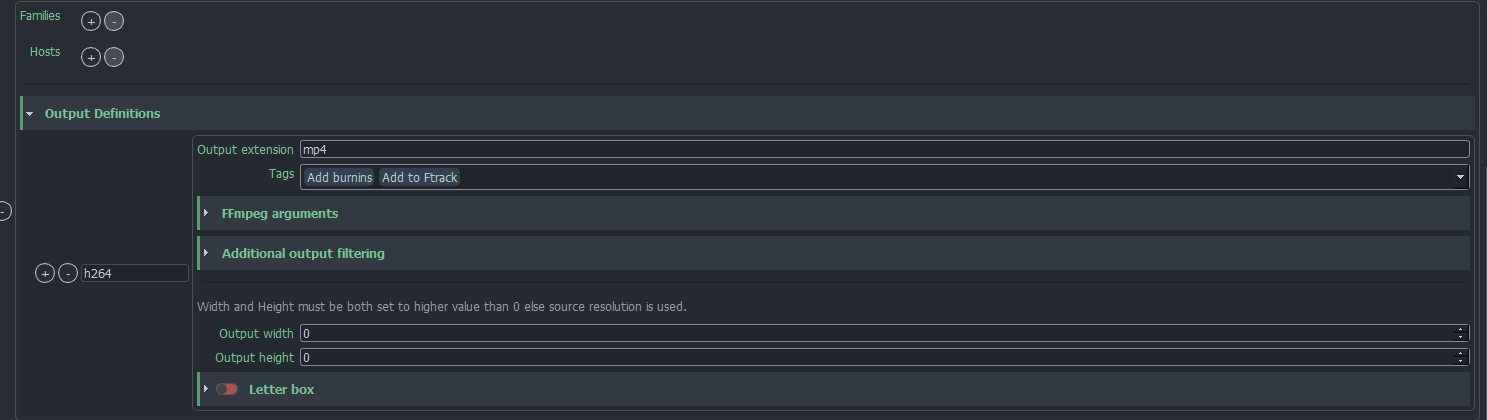 Families + -
Hosts + -
Output Definitions
Output extension mp4
Tags Add burnins Add to Ftrack
FFmpeg arguments
-
Additional output filtering
+ - h264
Width and Height must be both set to higher value than 0 else source resolution is used.
Output width 0
Output height 0
Letter box